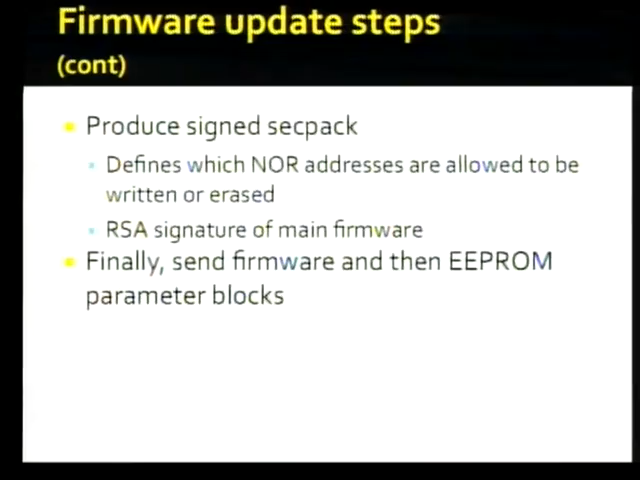 Firmware update steps
(cont)
Produce signed secpack
Defines which NOR addresses are allowed to be
written or erased
RSA signature of main firmware
Finally, send firmware and then EEPROM
parameter blocks